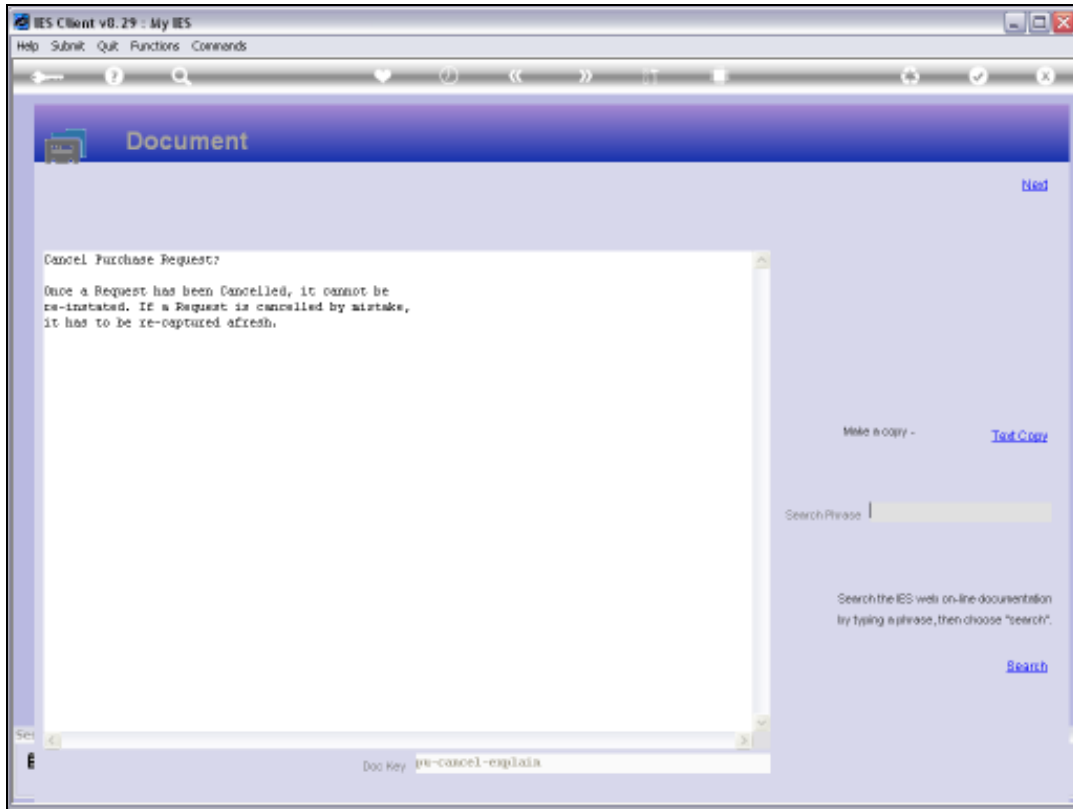 IES Client v8.29 : My IES
Help Submit Quit Functions Commands
Document
Next
Cancel Purchase Request?
Once a Request has been Cancelled, it cannot be
re-instated. If a Request is cancelled by mistake,
it has to be re-captured afresh.
Make a copy -
Text Copy
Search Phrase
Search the IES web on-line documentation
by typing a phrase, then choose "search".
Search
Ses
Doc Key pu-cancel-explain